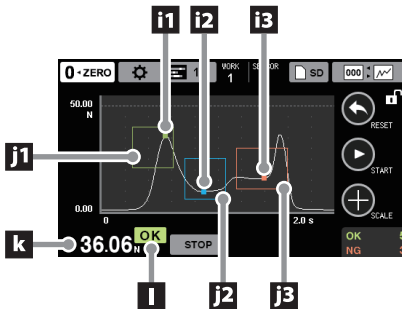 i1 i2 i3
0◂ZERO 1 WORK 1 SENSOR SD 000
50.00
N
j1
RESET
START
0.00
0 2.0 s
SCALE
k 36.06 N OK STOP
OK
NG
l j2 j3